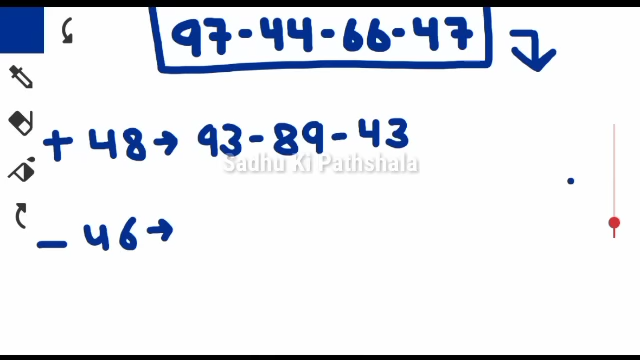 97-44-66-47
+ 48→ 93-89-43
Sadhu Ki Pathshala
- 46→